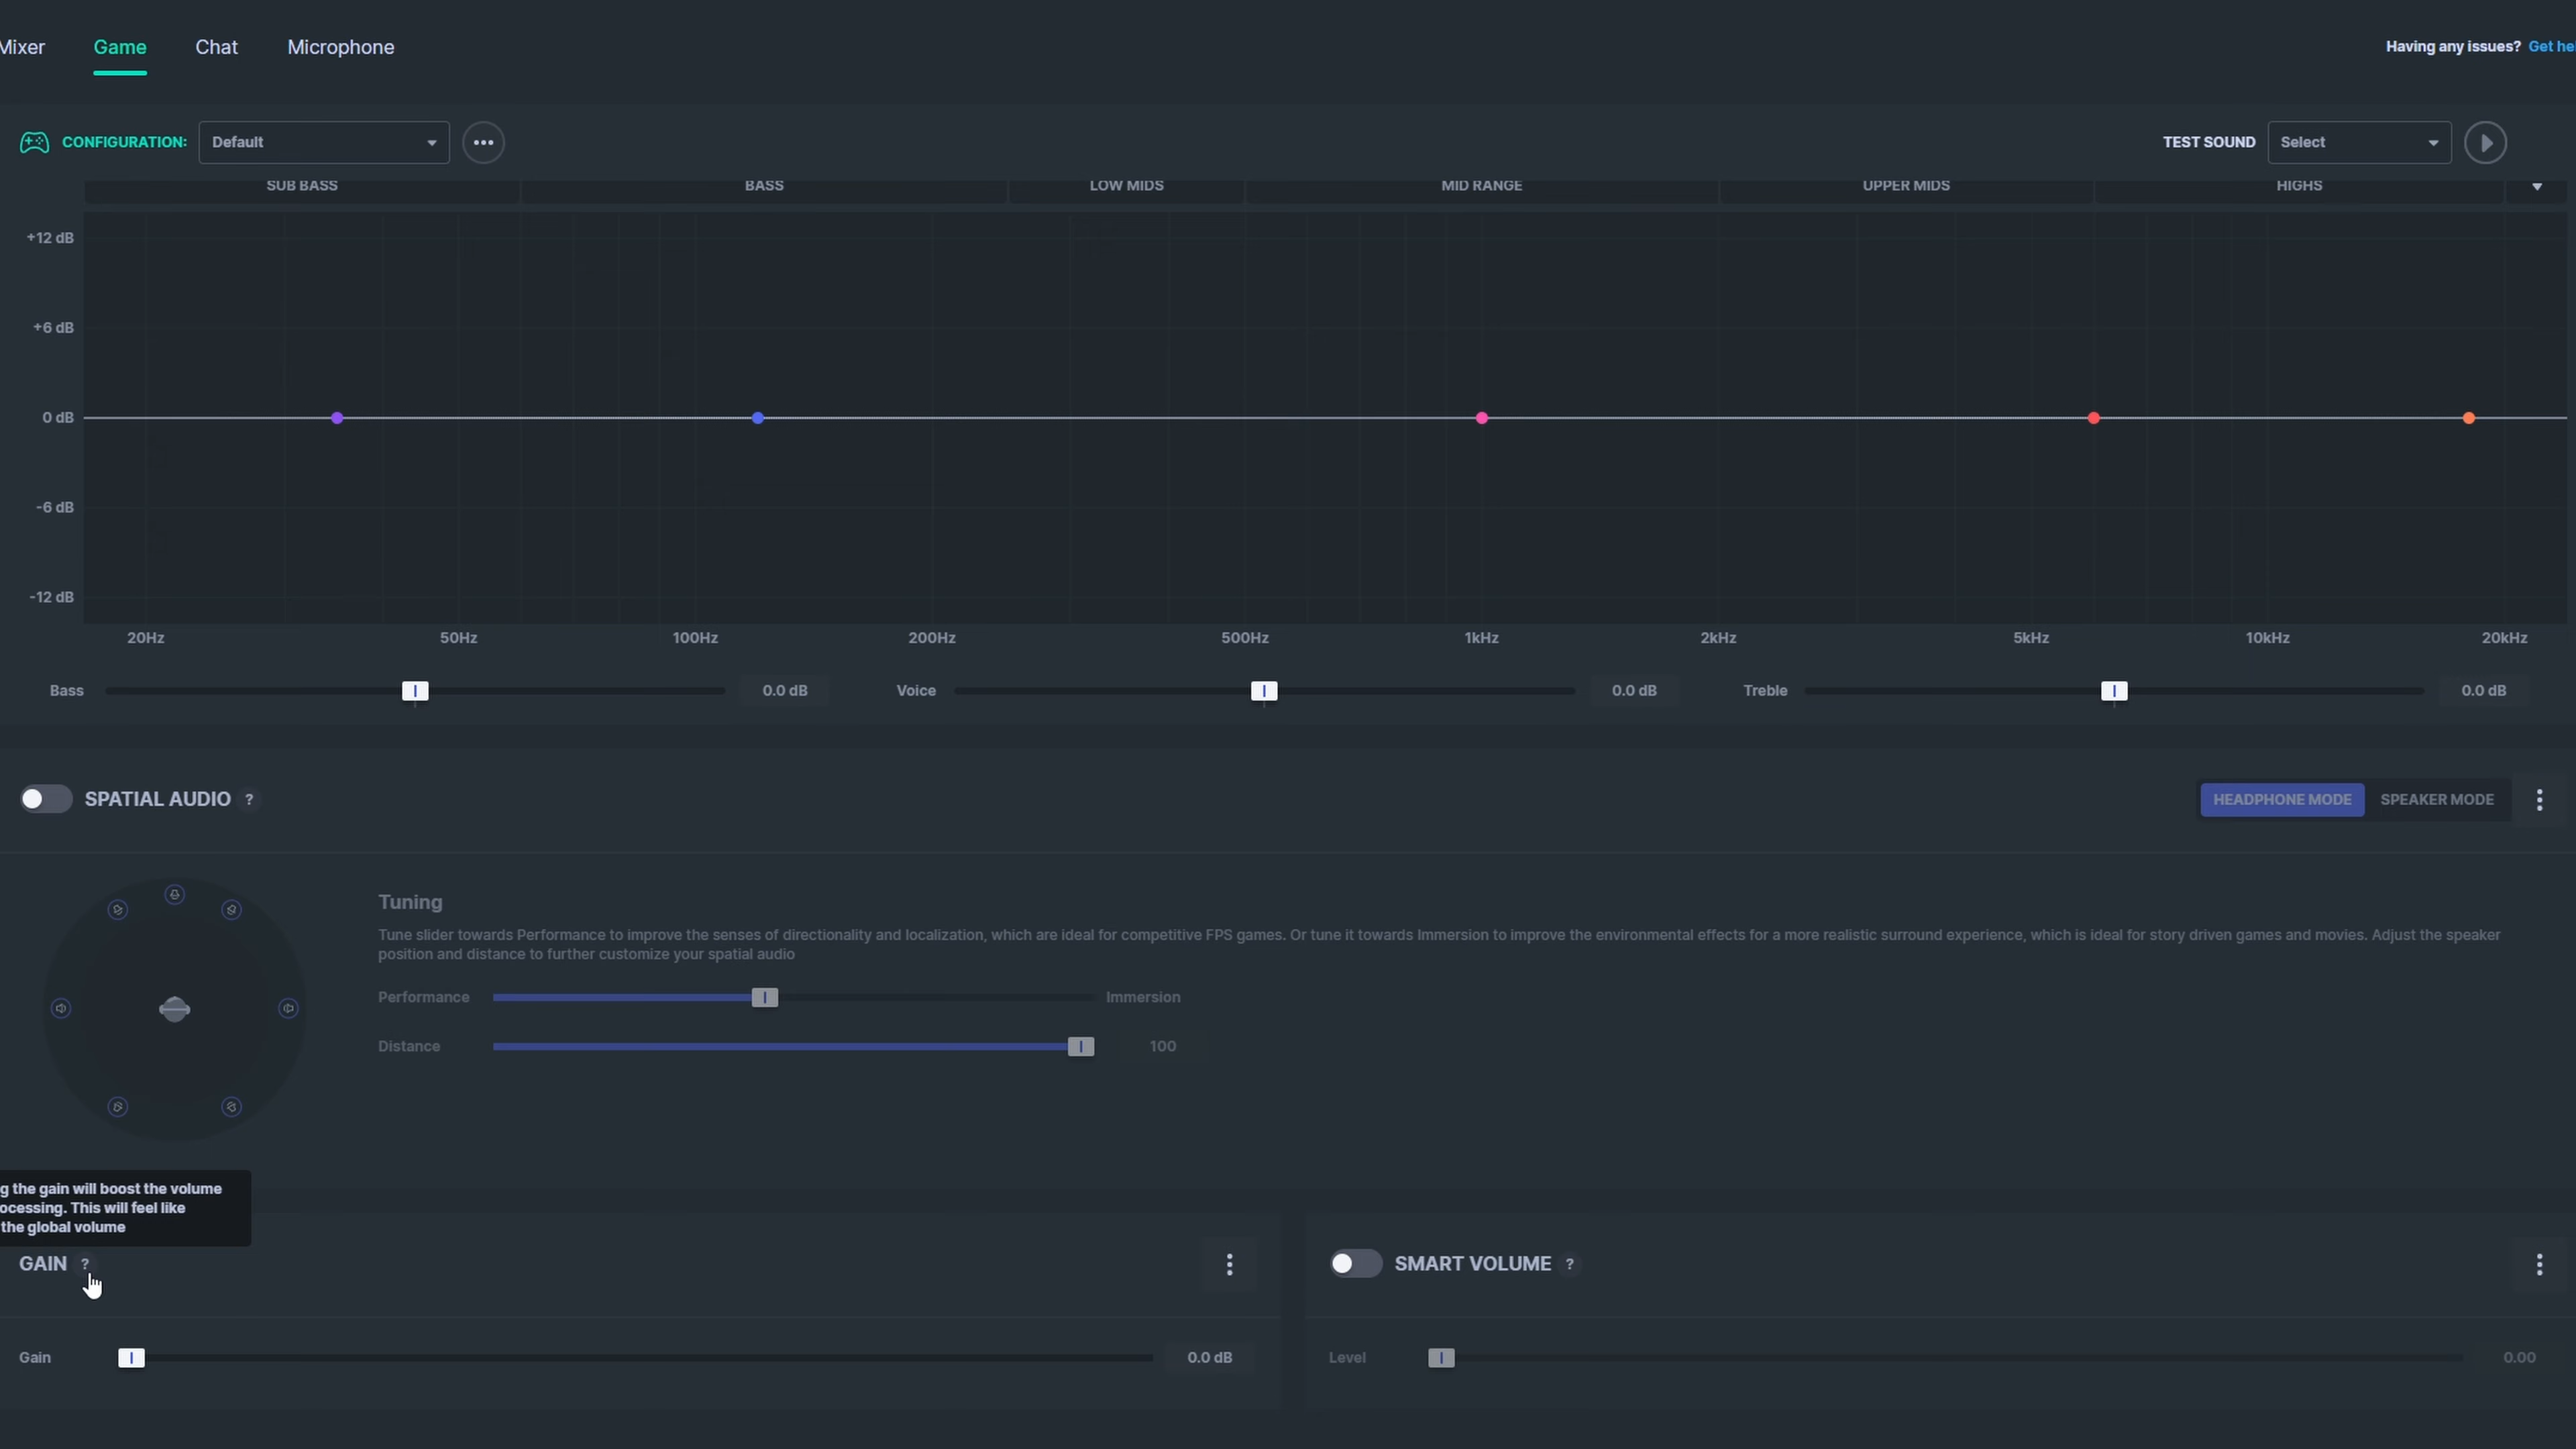 Mixer Game Chat Microphone Having any issues? Get he
CONFIGURATION: Default TEST SOUND Select
SUB BASS BASS LOW MIDS MID RANGE UPPER MIDS HIGHS
+12 dB
+6 dB
0 dB
-6 dB
-12 dB
20Hz 50Hz 100Hz 200Hz 500Hz 1kHz 2kHz 5kHz 10kHz 20kHz
Bass 0.0 dB Voice 0.0 dB Treble 0.0 dB
SPATIAL AUDIO ? HEADPHONE MODE SPEAKER MODE
Tuning
Tune slider towards Performance to improve the senses of directionality and localization, which are ideal for competitive FPS games. Or tune it towards Immersion to improve the environmental effects for a more realistic surround experience, which is ideal for story driven games and movies. Adjust the speaker
position and distance to further customize your spatial audio
Performance Immersion
Distance 100
g the gain will boost the volume
ocessing. This will feel like
the global volume
GAIN ? SMART VOLUME ?
Gain 0.0 dB Level 0.00